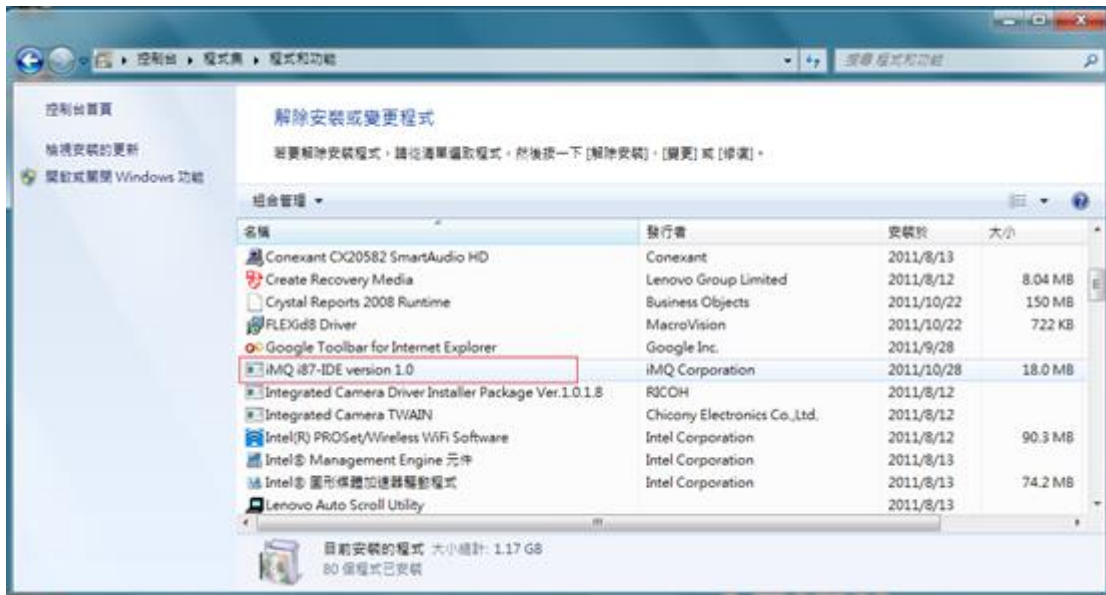 控制台 ▸ 程式集 ▸ 程式和功能
搜尋 程式和功能
控制台首頁
檢視安裝的更新
開啟或關閉 Windows 功能
解除安裝或變更程式
若要解除安裝程式，請從清單選取程式，然後按一下 [解除安裝]、[變更] 或 [修復]。
組合管理
名稱 發行者 安裝於 大小
Conexant CX20582 SmartAudio HD Conexant 2011/8/13
Create Recovery Media Lenovo Group Limited 2011/8/12 8.04 MB
Crystal Reports 2008 Runtime Business Objects 2011/10/22 150 MB
FLEXid8 Driver MacroVision 2011/10/22 722 KB
Google Toolbar for Internet Explorer Google Inc. 2011/9/28
iMQ i87-IDE version 1.0 iMQ Corporation 2011/10/28 18.0 MB
Integrated Camera Driver Installer Package Ver.1.0.1.8 RICOH 2011/8/12
Integrated Camera TWAIN Chicony Electronics Co.,Ltd. 2011/8/12
Intel(R) PROSet/Wireless WiFi Software Intel Corporation 2011/8/12 90.3 MB
Intel® Management Engine 元件 Intel Corporation 2011/8/13
Intel® 圖形媒體加速器驅動程式 Intel Corporation 2011/8/13 74.2 MB
Lenovo Auto Scroll Utility 2011/8/13
目前安裝的程式 大小總計: 1.17 GB
80 個程式已安裝